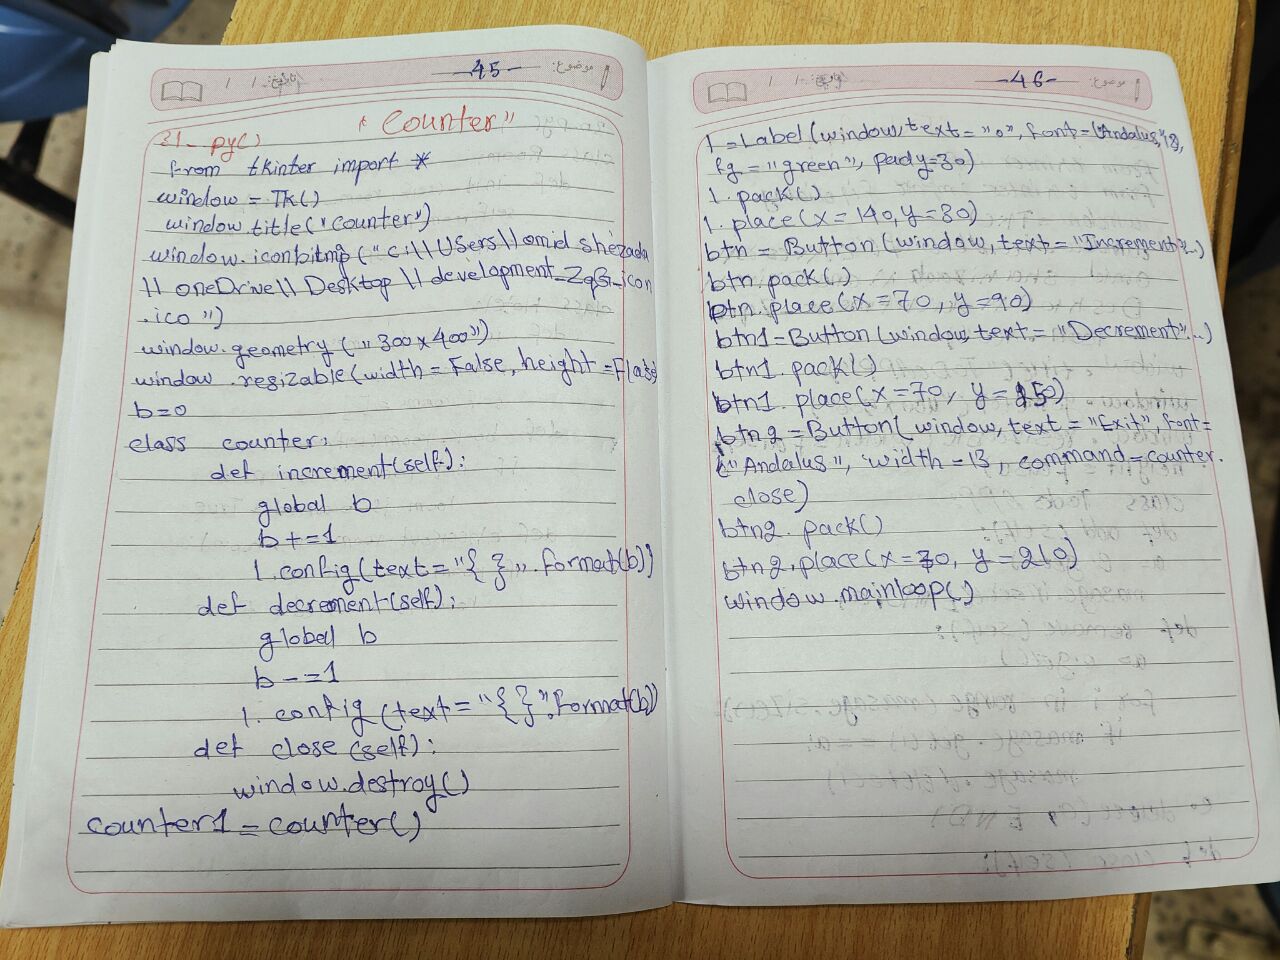 -45-
موضوع:
تاریخ: / /
"Counter"
31_py()
from tkinter import *
window = Tk()
window.title("counter")
window.iconbitmp("c:\\Users\\omid shezada
\\ oneDrive\\ Desktop \\ development_ZqG_icon
.ico")
window.geometry ("300x400")
window.resizable(width = False, height = Flase)
b=0
class counter:
def increment(self):
global b
b+=1
l.config(text="{ }".format(b))
def decrement(self):
global b
b-=1
l.config (text="{ }".format(b))
def close (self):
window.destroy()
counter1 = counter()
-46-
موضوع:
تاریخ: / /
l = Label(window, text = "0", font = (Andalus, 18,
fg = "green", pady=30)
l.pack()
l.place(x = 140, y = 80)
btn = Button (window, text = "Increment"...)
btn.pack()
btn.place(x = 70, y = 90)
btn1 = Button (window, text = "Decrement"...)
btn1.pack()
btn1.place(x = 70, y = 150)
btn2 = Button( window, text = "Exit", font =
("Andalus", width = 13, command = counter.
close)
btn2.pack()
btn2.place(x = 70, y = 210)
window.mainloop()